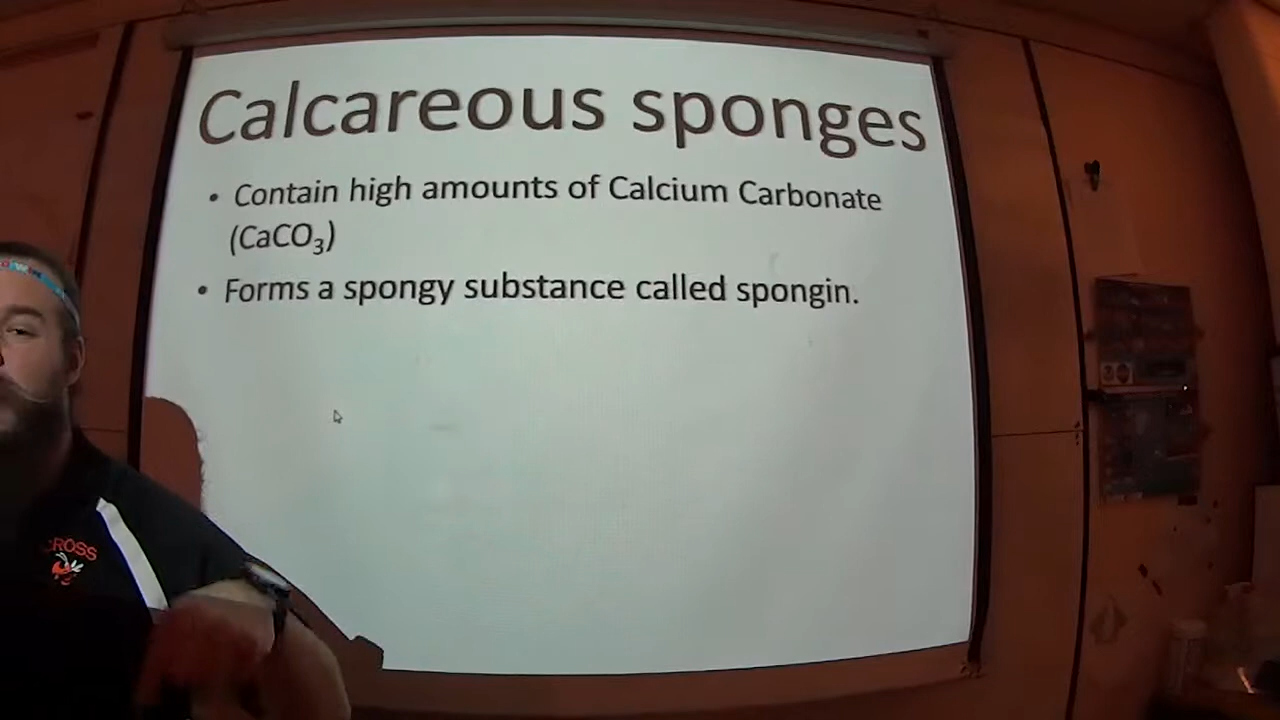 Calcareous sponges
• Contain high amounts of Calcium Carbonate
(CaCO₃)
• Forms a spongy substance called spongin.
CROSS